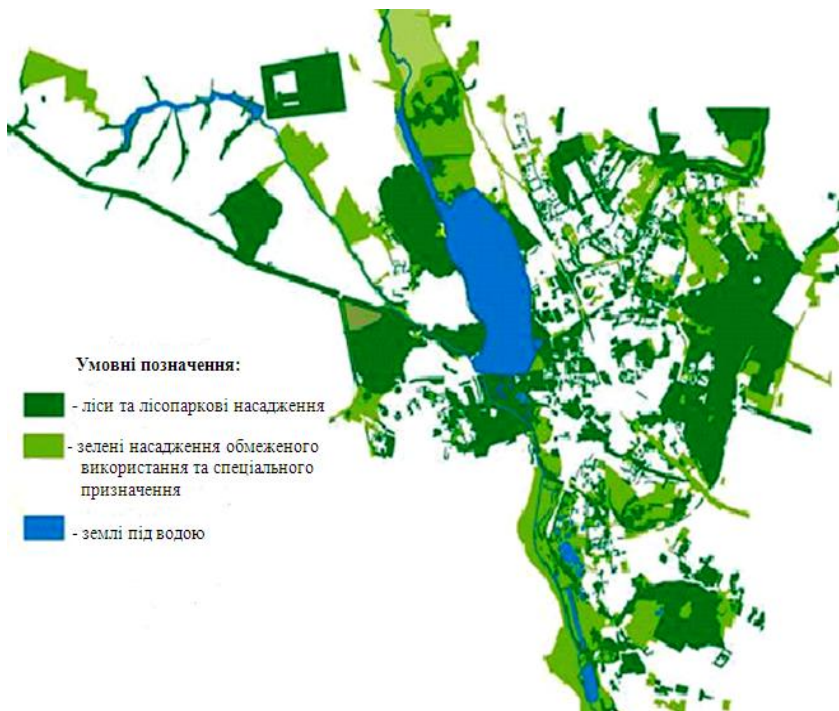 Умовні позначення:
- ліси та лісопаркові насадження
- зелені насадження обмеженого
використання та спеціального
призначення
- землі під водою